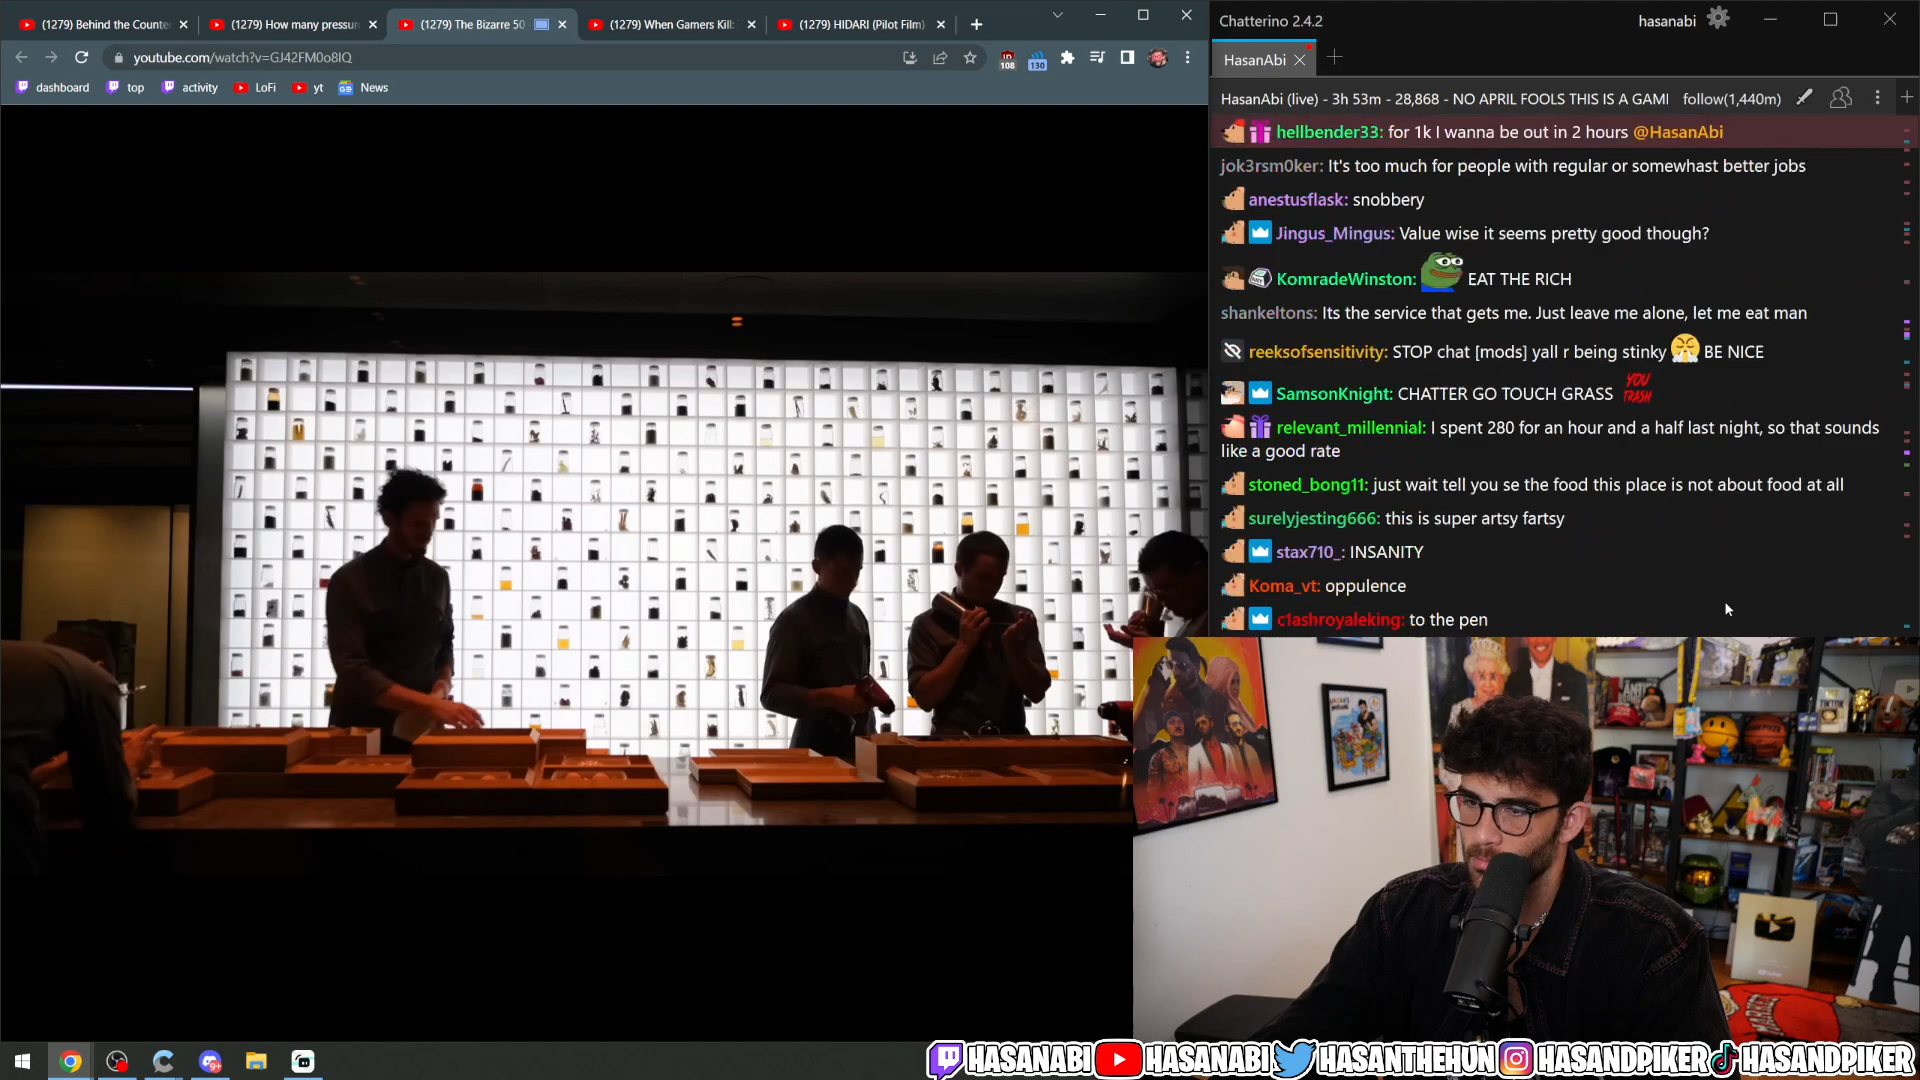 (1279) Behind the Counte
(1279) How many pressur
(1279) The Bizarre 50
(1279) When Gamers Kill:
(1279) HIDARI (Pilot Film)
youtube.com/watch?v=GJ42FM0o8lQ
108
130
dashboard
top
activity
LoFi
yt
News
Chatterino 2.4.2
hasanabi
HasanAbi
HasanAbi (live) - 3h 53m - 28,868 - NO APRIL FOOLS THIS IS A GAMI
follow(1,440m)
hellbender33: for 1k I wanna be out in 2 hours @HasanAbi
jok3rsm0ker: It's too much for people with regular or somewhast better jobs
anestusflask: snobbery
Jingus_Mingus: Value wise it seems pretty good though?
KomradeWinston: EAT THE RICH
shankeltons: Its the service that gets me. Just leave me alone, let me eat man
reeksofsensitivity: STOP chat [mods] yall r being stinky BE NICE
SamsonKnight: CHATTER GO TOUCH GRASS YOU TRASH
relevant_millennial: I spent 280 for an hour and a half last night, so that sounds
like a good rate
stoned_bong11: just wait tell you se the food this place is not about food at all
surelyjesting666: this is super artsy fartsy
stax710_: INSANITY
Koma_vt: oppulence
c1ashroyaleking: to the pen
HASANABI HASANABI HASANTHEHUN HASANDPIKER HASANDPIKER